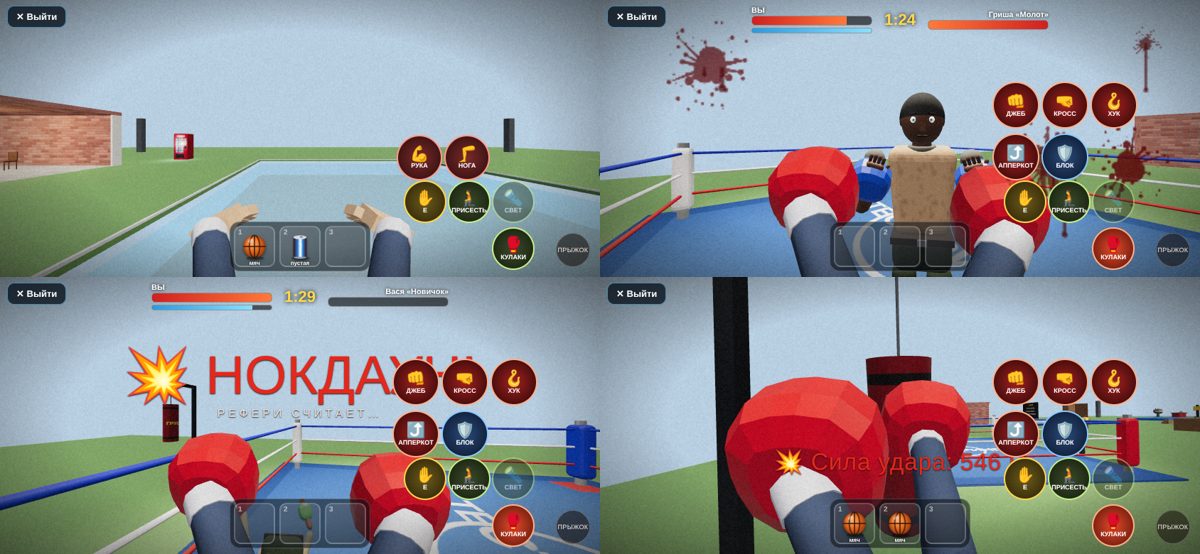 ✕ Выйти
РУКА
НОГА
E
ПРИСЕСТЬ
СВЕТ
1
2
3
мяч
пустая
КУЛАКИ
ПРЫЖОК
✕ Выйти
ВЫ
1:24
Гриша «Молот»
ДЖЕБ
КРОСС
ХУК
АППЕРКОТ
БЛОК
E
ПРИСЕСТЬ
СВЕТ
1
2
3
КУЛАКИ
ПРЫЖОК
✕ Выйти
ВЫ
1:29
Вася «Новичок»
НОКДАУН!
РЕФЕРИ СЧИТАЕТ…
ДЖЕБ
КРОСС
ХУК
АППЕРКОТ
БЛОК
E
ПРИСЕСТЬ
СВЕТ
1
2
3
КУЛАКИ
ПРЫЖОК
✕ Выйти
ДЖЕБ
КРОСС
ХУК
АППЕРКОТ
БЛОК
Сила удара: 546
E
ПРИСЕСТЬ
СВЕТ
1
2
3
мяч
мяч
КУЛАКИ
ПРЫЖОК